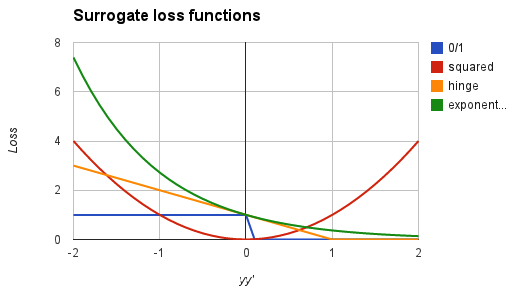 Surrogate loss functions
8
6
4
2
0
Loss
-2
-1
0
1
2
yy'
0/1
squared
hinge
exponent...